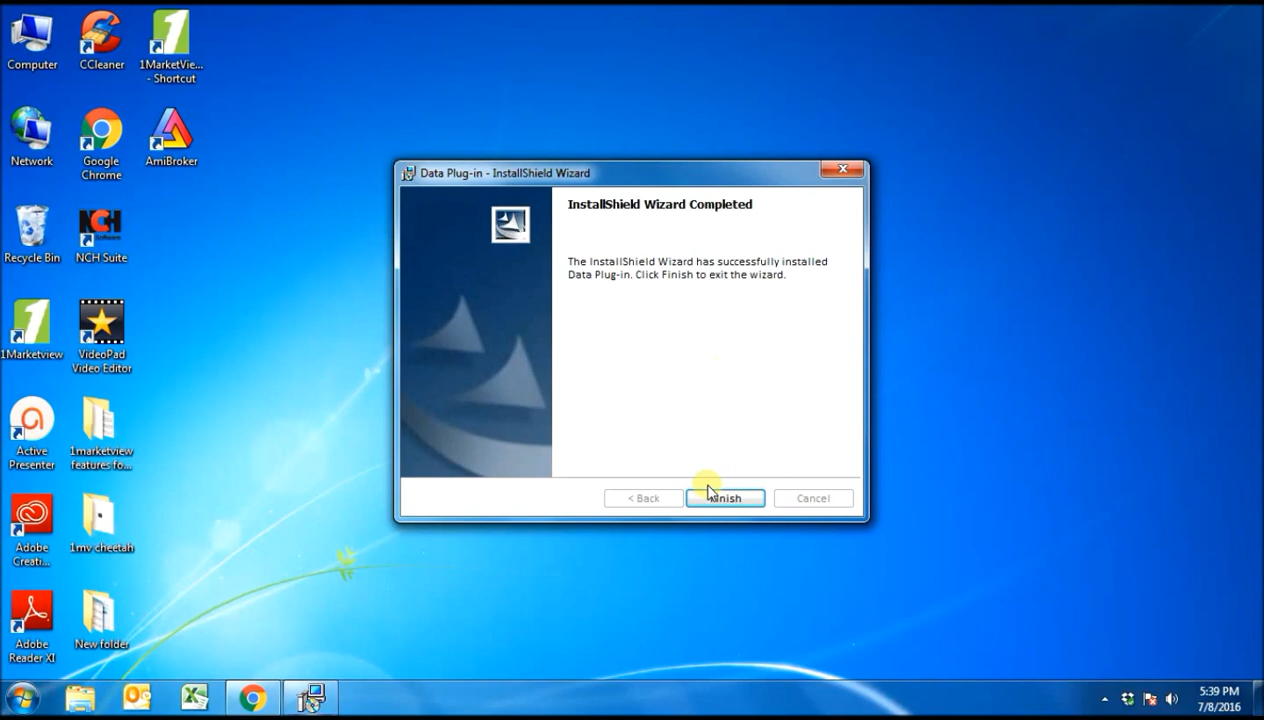 Computer
CCleaner
1MarketVie...
- Shortcut
Network
Google
Chrome
AmiBroker
Recycle Bin
NCH
NCH Suite
1Marketview
VideoPad
Video Editor
Active
Presenter
1marketview
features fo...
Adobe
Creati...
1mv cheetah
Adobe
Reader XI
New folder
Data Plug-in - InstallShield Wizard
InstallShield Wizard Completed
The InstallShield Wizard has successfully installed
Data Plug-in. Click Finish to exit the wizard.
< Back
Finish
Cancel
5:39 PM
7/8/2016